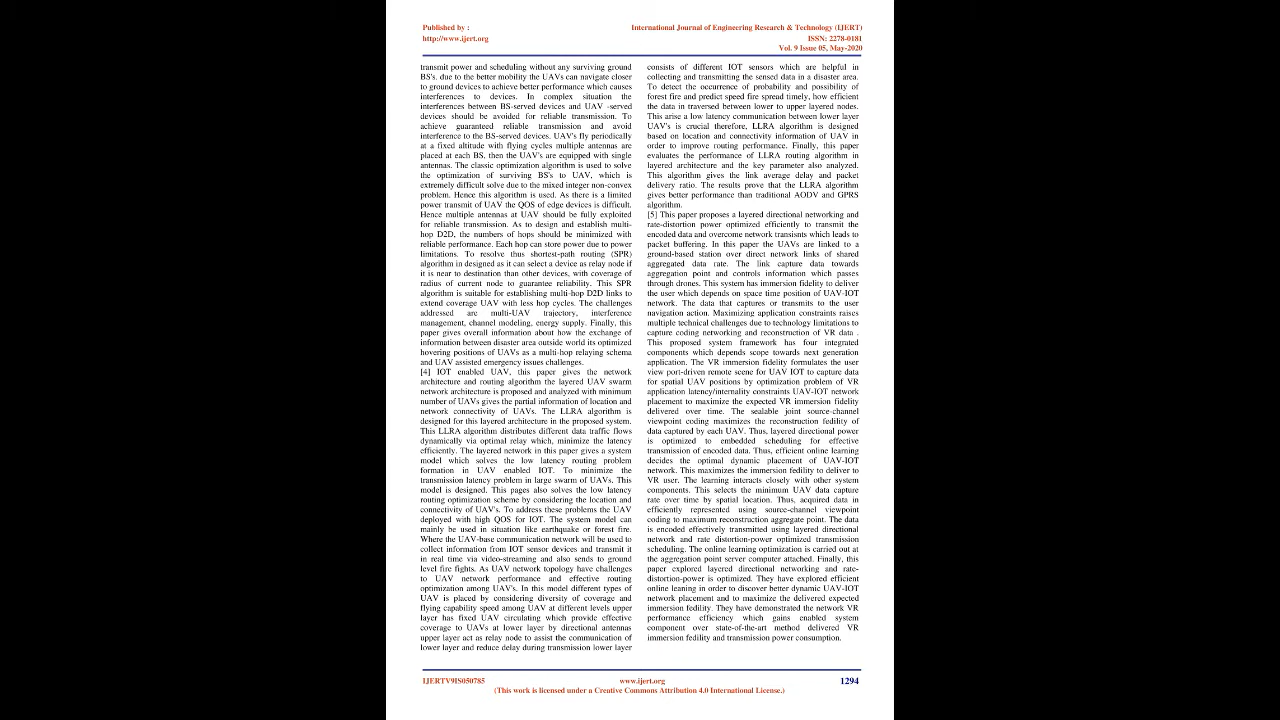 Published by :
http://www.ijert.org
International Journal of Engineering Research & Technology (IJERT)
ISSN: 2278-0181
Vol. 9 Issue 05, May-2020
transmit power and scheduling without any surviving ground
BS's. due to the better mobility the UAVs can navigate closer
to ground devices to achieve better performance which causes
interferences to devices. In complex situation the
interferences between BS-served devices and UAV -served
devices should be avoided for reliable transmission. To
achieve guaranteed reliable transmission and avoid
interference to the BS-served devices. UAV's fly periodically
at a fixed altitude with flying cycles multiple antennas are
placed at each BS, then the UAV's are equipped with single
antennas. The classic optimization algorithm is used to solve
the optimization of surviving BS's to UAV, which is
extremely difficult solve due to the mixed integer non-convex
problem. Hence this algorithm is used. As there is a limited
power transmit of UAV the QOS of edge devices is difficult.
Hence multiple antennas at UAV should be fully exploited
for reliable transmission. As to design and establish multi-
hop D2D, the numbers of hops should be minimized with
reliable performance. Each hop can store power due to power
limitations. To resolve thus shortest-path routing (SPR)
algorithm in designed as it can select a device as relay node if
it is near to destination than other devices, with coverage of
radius of current node to guarantee reliability. This SPR
algorithm is suitable for establishing multi-hop D2D links to
extend coverage UAV with less hop cycles. The challenges
addressed are multi-UAV trajectory, interference
management, channel modeling, energy supply. Finally, this
paper gives overall information about how the exchange of
information between disaster area outside world its optimized
hovering positions of UAVs as a multi-hop relaying schema
and UAV assisted emergency issues challenges.
[4] IOT enabled UAV, this paper gives the network
architecture and routing algorithm the layered UAV swarm
network architecture is proposed and analyzed with minimum
number of UAVs gives the partial information of location and
network connectivity of UAVs. The LLRA algorithm is
designed for this layered architecture in the proposed system.
This LLRA algorithm distributes different data traffic flows
dynamically via optimal relay which, minimize the latency
efficiently. The layered network in this paper gives a system
model which solves the low latency routing problem
formation in UAV enabled IOT. To minimize the
transmission latency problem in large swarm of UAVs. This
model is designed. This pages also solves the low latency
routing optimization scheme by considering the location and
connectivity of UAV's. To address these problems the UAV
deployed with high QOS for IOT. The system model can
mainly be used in situation like earthquake or forest fire.
Where the UAV-base communication network will be used to
collect information from IOT sensor devices and transmit it
in real time via video-streaming and also sends to ground
level fire fights. As UAV network topology have challenges
to UAV network performance and effective routing
optimization among UAV's. In this model different types of
UAV is placed by considering diversity of coverage and
flying capability speed among UAV at different levels upper
layer has fixed UAV circulating which provide effective
coverage to UAVs at lower layer by directional antennas
upper layer act as relay node to assist the communication of
lower layer and reduce delay during transmission lower layer
consists of different IOT sensors which are helpful in
collecting and transmitting the sensed data in a disaster area.
To detect the occurrence of probability and possibility of
forest fire and predict speed fire spread timely, how efficient
the data in traversed between lower to upper layered nodes.
This arise a low latency communication between lower layer
UAV's is crucial therefore, LLRA algorithm is designed
based on location and connectivity information of UAV in
order to improve routing performance. Finally, this paper
evaluates the performance of LLRA routing algorithm in
layered architecture and the key parameter also analyzed.
This algorithm gives the link average delay and packet
delivery ratio. The results prove that the LLRA algorithm
gives better performance than traditional AODV and GPRS
algorithm.
[5] This paper proposes a layered directional networking and
rate-distortion power optimized efficiently to transmit the
encoded data and overcome network transisnts which leads to
packet buffering. In this paper the UAVs are linked to a
ground-based station over direct network links of shared
aggregated data rate. The link capture data towards
aggregation point and controls information which passes
through drones. This system has immersion fidelity to deliver
the user which depends on space time position of UAV-IOT
network. The data that captures or transmits to the user
navigation action. Maximizing application constraints raises
multiple technical challenges due to technology limitations to
capture coding networking and reconstruction of VR data .
This proposed system framework has four integrated
components which depends scope towards next generation
application. The VR immersion fidelity formulates the user
view port-driven remote scene for UAV IOT to capture data
for spatial UAV positions by optimization problem of VR
application latency/internality constraints UAV-IOT network
placement to maximize the expected VR immersion fidelity
delivered over time. The sealable joint source-channel
viewpoint coding maximizes the reconstruction fedility of
data captured by each UAV. Thus, layered directional power
is optimized to embedded scheduling for effective
transmission of encoded data. Thus, efficient online learning
decides the optimal dynamic placement of UAV-IOT
network. This maximizes the immersion fedility to deliver to
VR user. The learning interacts closely with other system
components. This selects the minimum UAV data capture
rate over time by spatial location. Thus, acquired data in
efficiently represented using source-channel viewpoint
coding to maximum reconstruction aggregate point. The data
is encoded effectively transmitted using layered directional
network and rate distortion-power optimized transmission
scheduling. The online learning optimization is carried out at
the aggregation point server computer attached. Finally, this
paper explored layered directional networking and rate-
distortion-power is optimized. They have explored efficient
online leaning in order to discover better dynamic UAV-IOT
network placement and to maximize the delivered expected
immersion fedility. They have demonstrated the network VR
performance efficiency which gains enabled system
component over state-of-the-art method delivered VR
immersion fedility and transmission power consumption.
IJERTV9IS050785
www.ijert.org
1294
(This work is licensed under a Creative Commons Attribution 4.0 International License.)